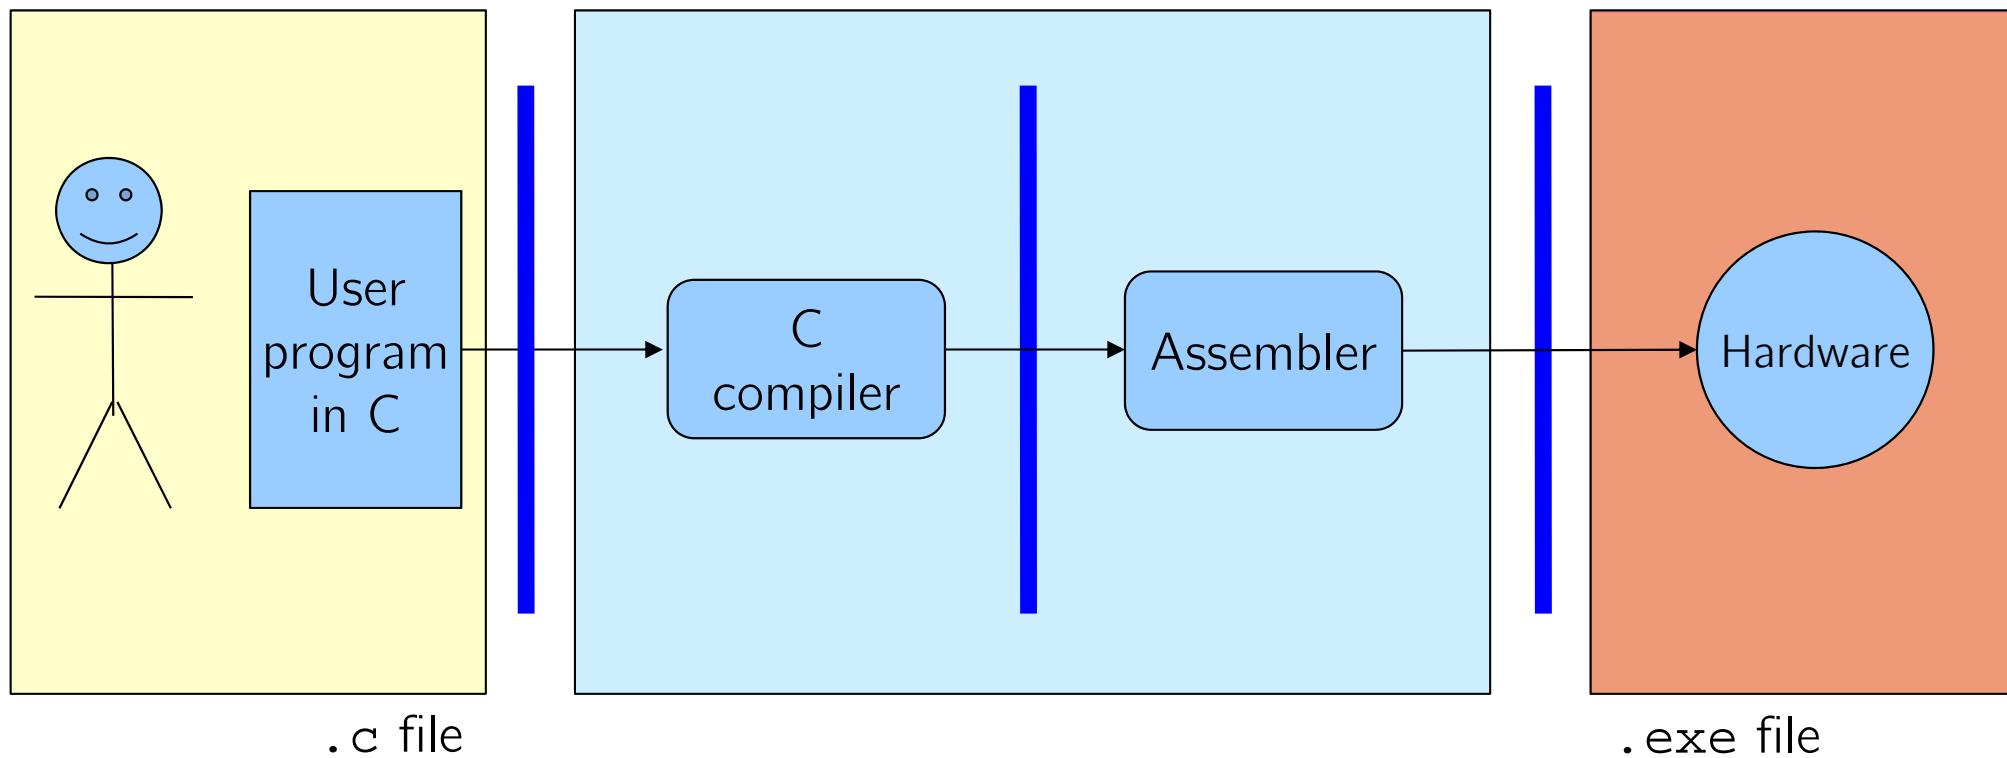 User
program
in C
C
compiler
Assembler
Hardware
.c file
.exe file